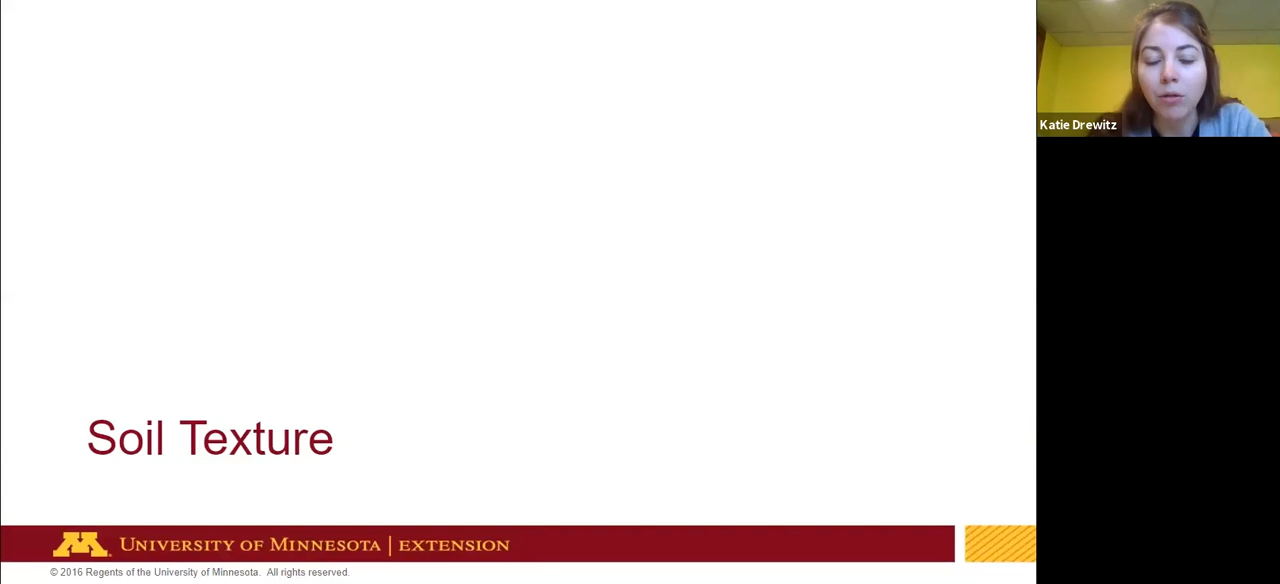 Katie Drewitz
Soil Texture
M
UNIVERSITY OF MINNESOTA | EXTENSION
© 2016 Regents of the University of Minnesota. All rights reserved.